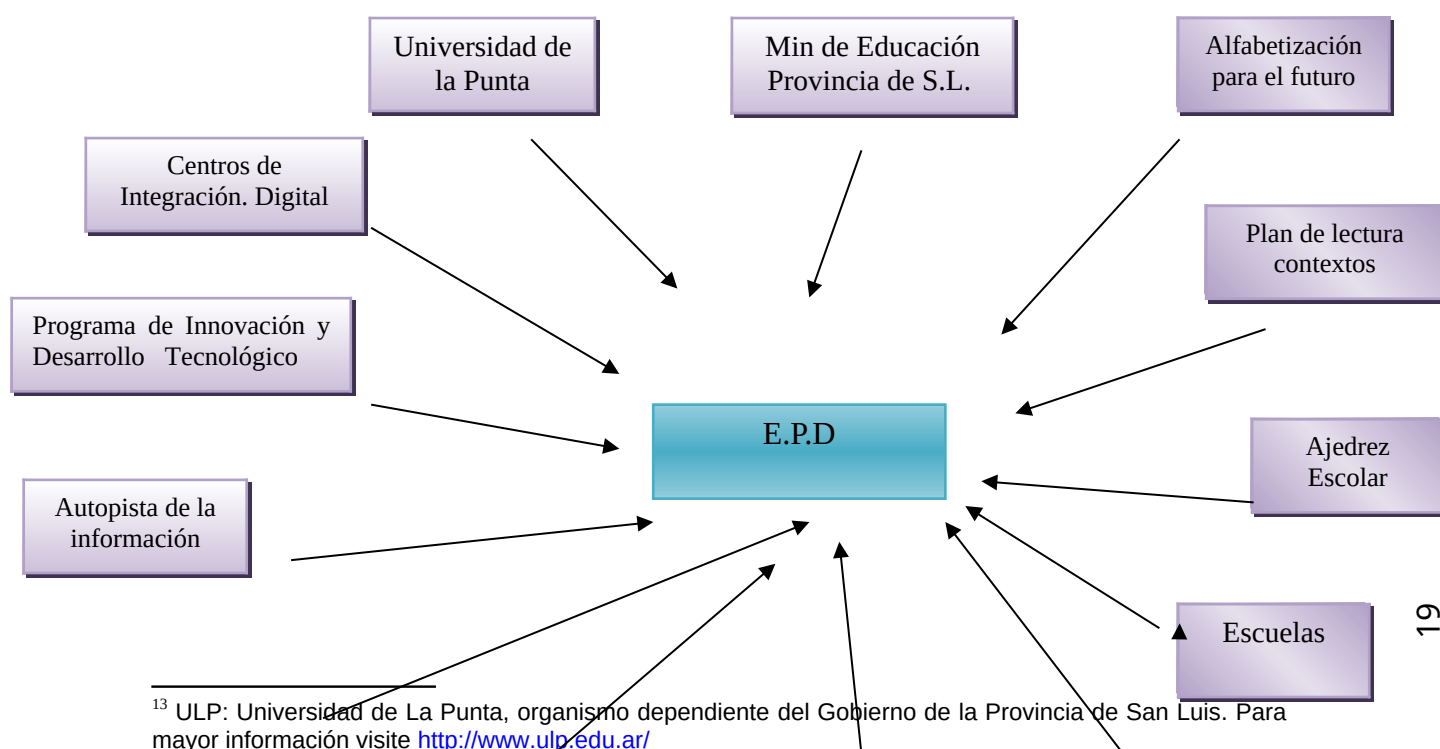 Universidad de
la Punta
Min de Educación
Provincia de S.L.
Alfabetización
para el futuro
Centros de
Integración. Digital
Plan de lectura
contextos
Programa de Innovación y
Desarrollo Tecnológico
E.P.D
Ajedrez
Escolar
Autopista de la
información
Escuelas
19
13 ULP: Universidad de La Punta, organismo dependiente del Gobierno de la Provincia de San Luis. Para
mayor información visite http://www.ulp.edu.ar/